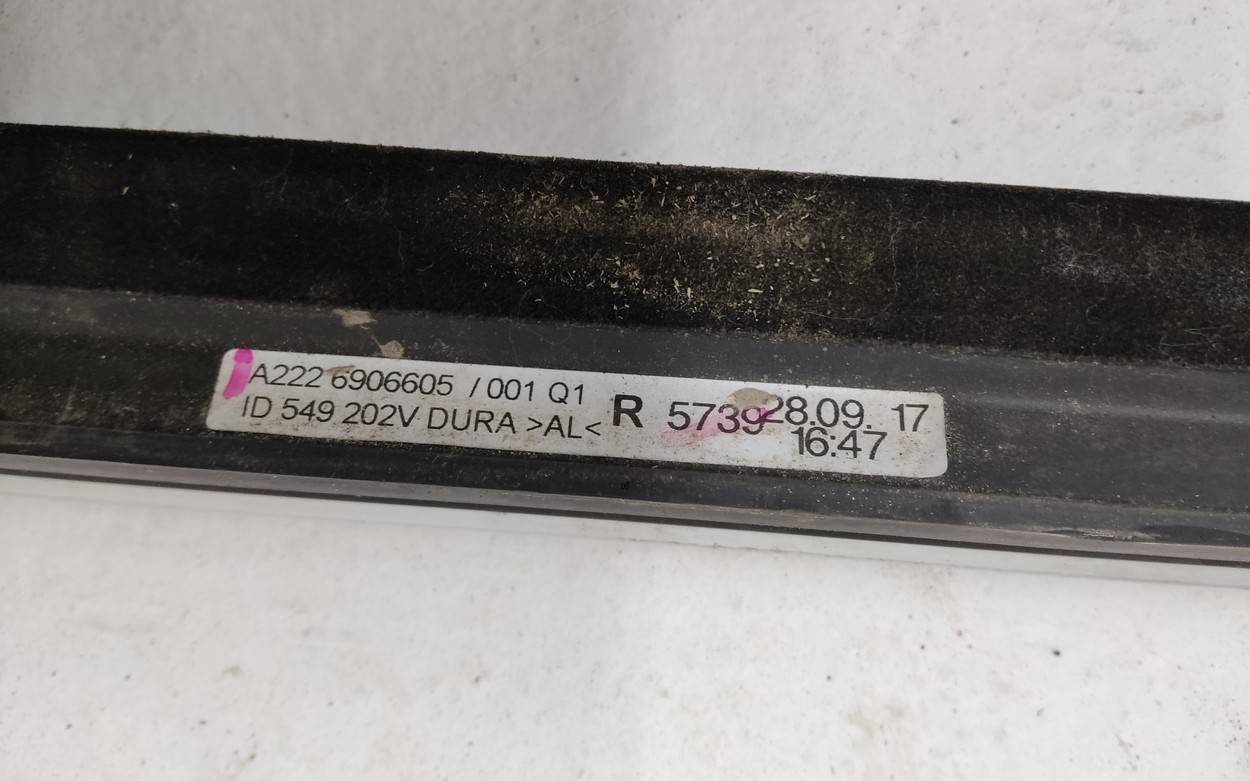 A222 6906605 /001 Q1
ID 549 202V DURA >AL<
R 5739 28.09. 17
16:47